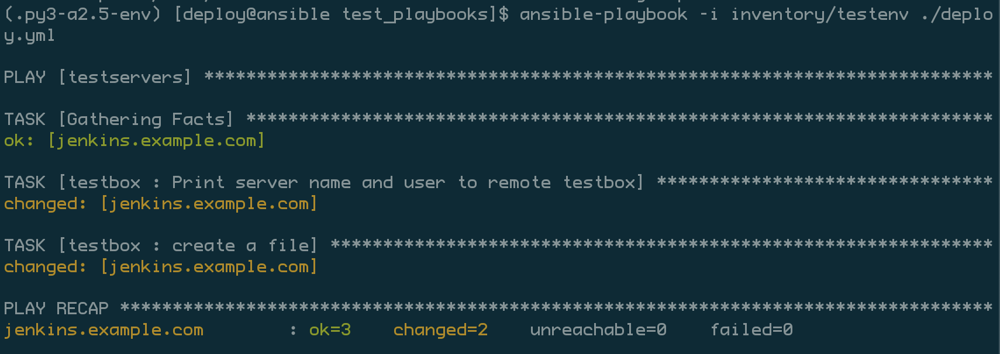 (.py3-a2.5-env) [deploy@ansible test_playbooks]$ ansible-playbook -i inventory/testenv ./deplo
y.yml
PLAY [testservers] ***************************************************************************
TASK [Gathering Facts] ***********************************************************************
ok: [jenkins.example.com]
TASK [testbox : Print server name and user to remote testbox] ********************************
changed: [jenkins.example.com]
TASK [testbox : create a file] ***************************************************************
changed: [jenkins.example.com]
PLAY RECAP ***********************************************************************************
jenkins.example.com        : ok=3    changed=2    unreachable=0    failed=0